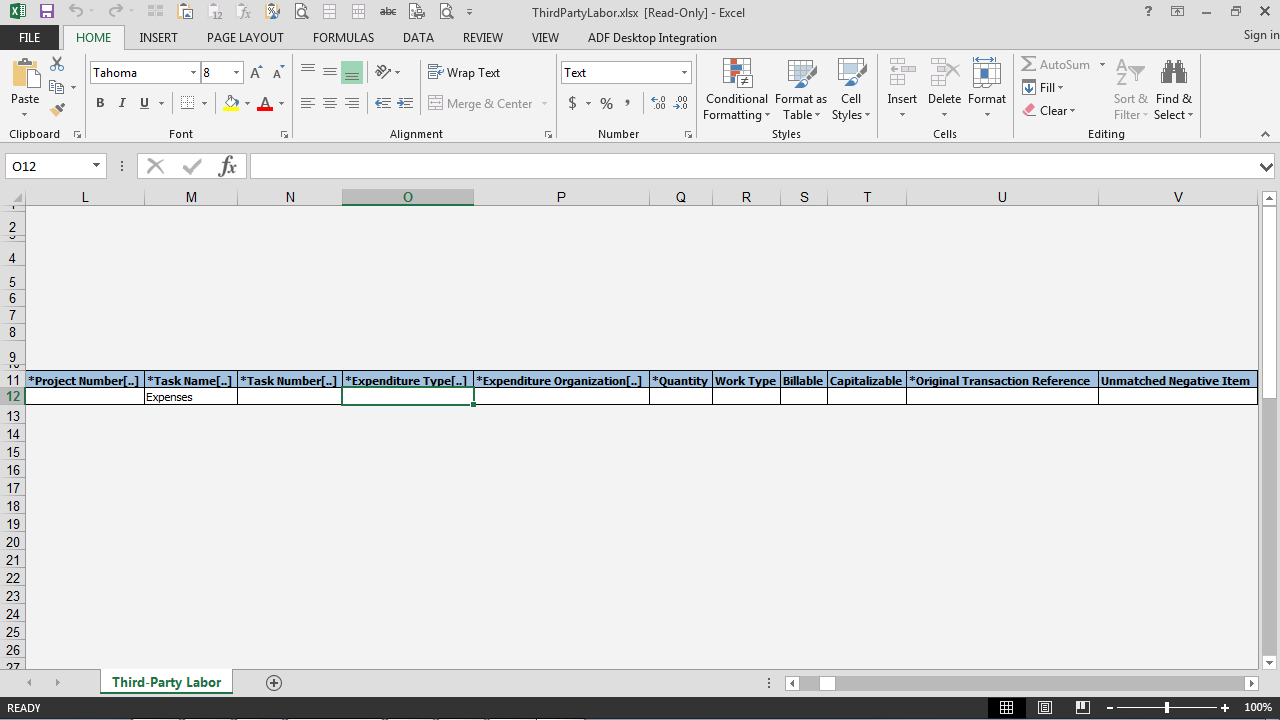 ThirdPartyLabor.xlsx [Read-Only] - Excel
FILE HOME INSERT PAGE LAYOUT FORMULAS DATA REVIEW VIEW ADF Desktop Integration Sign in
Paste
Clipboard
Tahoma 8
B I U A
Font
Wrap Text
Merge & Center
Alignment
Text
$ % ,
Number
Conditional Formatting
Format as Table
Cell Styles
Styles
Insert Delete Format
Cells
AutoSum
Fill
Clear
Sort & Filter
Find & Select
Editing
O12 fx
L M N O P Q R S T U V
1
2
3
4
5
6
7
8
9
10
11 *Project Number[..] *Task Name[..] *Task Number[..] *Expenditure Type[..] *Expenditure Organization[..] *Quantity Work Type Billable Capitalizable *Original Transaction Reference Unmatched Negative Item
12 Expenses
13
14
15
16
17
18
19
20
21
22
23
24
25
26
27
Third-Party Labor
READY 100%